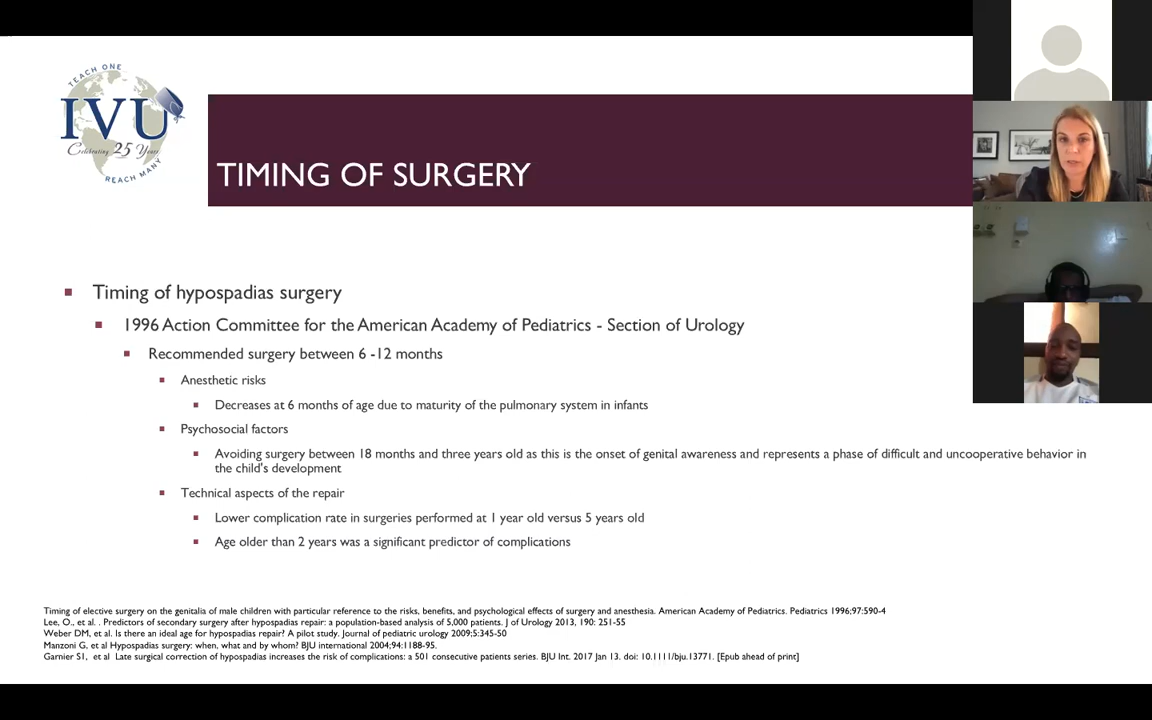 TEACH ONE
IVU
Celebrating 25 Years
REACH MANY
TIMING OF SURGERY
Timing of hypospadias surgery
1996 Action Committee for the American Academy of Pediatrics - Section of Urology
Recommended surgery between 6 -12 months
Anesthetic risks
Decreases at 6 months of age due to maturity of the pulmonary system in infants
Psychosocial factors
Avoiding surgery between 18 months and three years old as this is the onset of genital awareness and represents a phase of difficult and uncooperative behavior in
the child's development
Technical aspects of the repair
Lower complication rate in surgeries performed at 1 year old versus 5 years old
Age older than 2 years was a significant predictor of complications
Timing of elective surgery on the genitalia of male children with particular reference to the risks, benefits, and psychological effects of surgery and anesthesia. American Academy of Pediatrics. Pediatrics 1996;97:590-4
Lee, O., et al. . Predictors of secondary surgery after hypospadias repair: a population-based analysis of 5,000 patients. J of Urology 2013, 190: 251-55
Weber DM, et al. Is there an ideal age for hypospadias repair? A pilot study. Journal of pediatric urology 2009;5:345-50
Manzoni G, et al Hypospadias surgery: when, what and by whom? BJU international 2004;94:1188-95.
Garnier S1, et al Late surgical correction of hypospadias increases the risk of complications: a 501 consecutive patients series. BJU Int. 2017 Jan 13. doi: 10.1111/bju.13771. [Epub ahead of print]